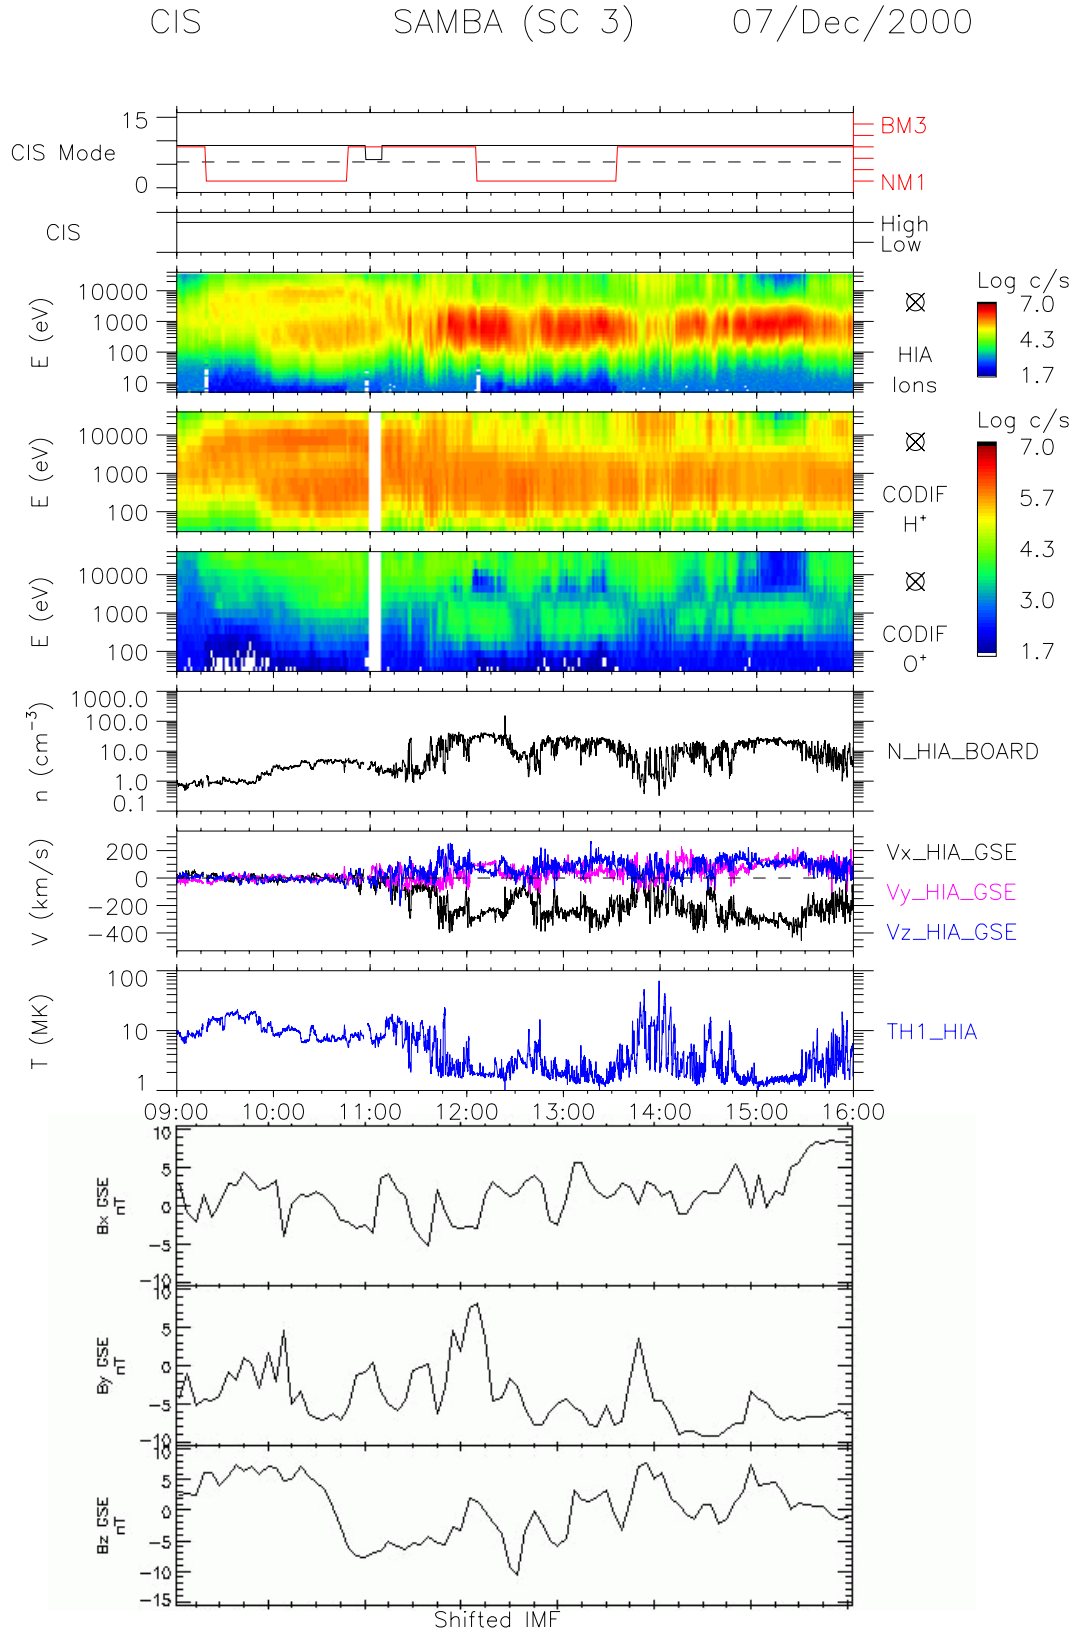 CIS SAMBA (SC 3) 07/Dec/2000
15
CIS Mode
0
BM3
NM1
CIS
High
Low
10000
1000
100
10
E (eV)
HIA
Ions
Log c/s
7.0
4.3
1.7
10000
1000
100
E (eV)
CODIF
H+
Log c/s
7.0
5.7
4.3
3.0
1.7
10000
1000
100
E (eV)
CODIF
O+
1000.0
100.0
10.0
1.0
0.1
n (cm⁻³)
N_HIA_BOARD
200
0
−200
−400
V (km/s)
Vx_HIA_GSE
Vy_HIA_GSE
Vz_HIA_GSE
100
10
1
T (MK)
TH1_HIA
09:00 10:00 11:00 12:00 13:00 14:00 15:00 16:00
10
5
0
−5
−10
Bx GSE
nT
10
5
0
−5
−10
By GSE
nT
10
5
0
−5
−10
−15
Bz GSE
nT
Shifted IMF